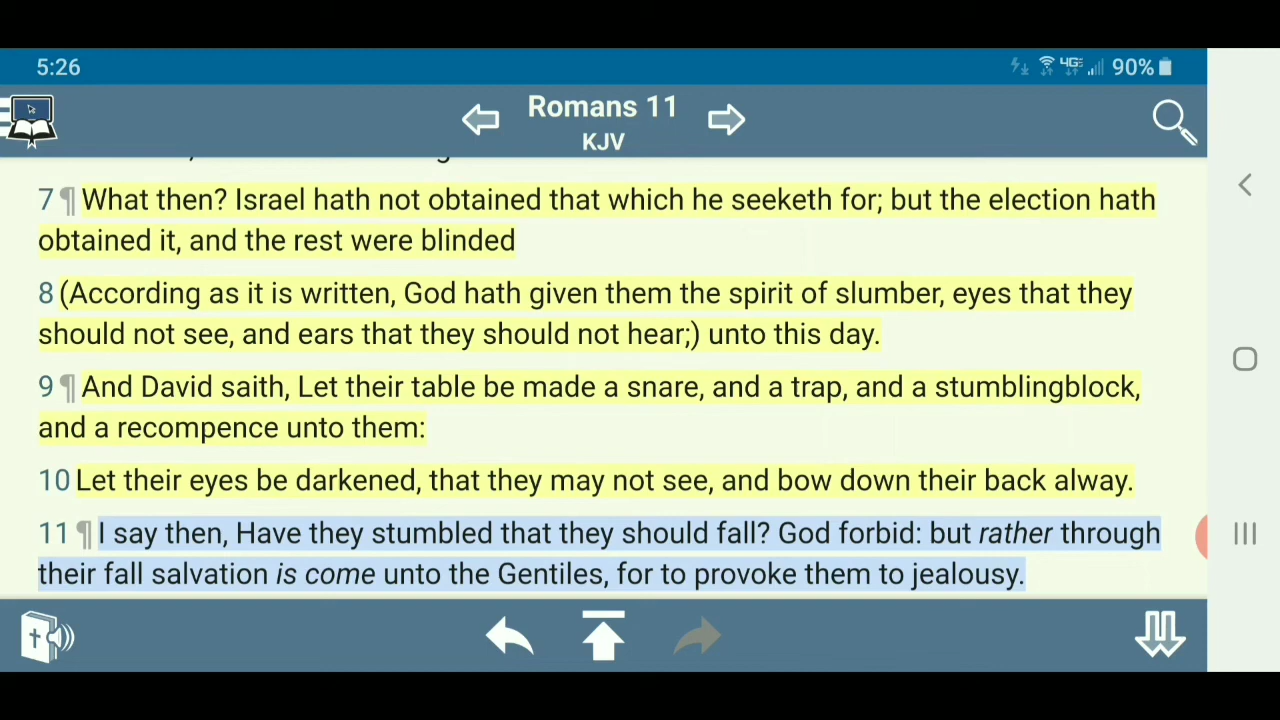 5:26
4GE 90%
Romans 11
KJV
7 ¶ What then? Israel hath not obtained that which he seeketh for; but the election hath
obtained it, and the rest were blinded
8 (According as it is written, God hath given them the spirit of slumber, eyes that they
should not see, and ears that they should not hear;) unto this day.
9 ¶ And David saith, Let their table be made a snare, and a trap, and a stumblingblock,
and a recompence unto them:
10 Let their eyes be darkened, that they may not see, and bow down their back alway.
11 ¶ I say then, Have they stumbled that they should fall? God forbid: but rather through
their fall salvation is come unto the Gentiles, for to provoke them to jealousy.